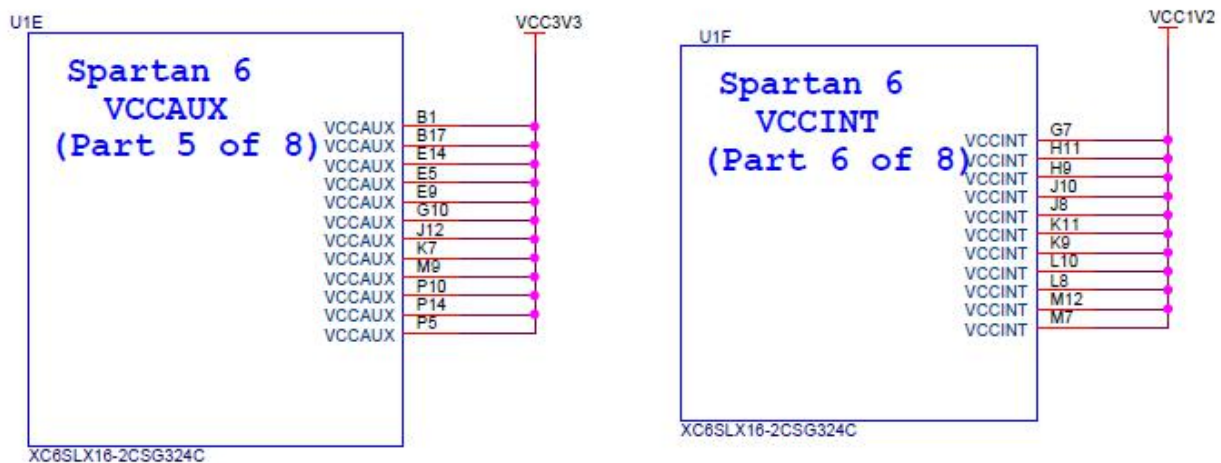 U1E
VCC3V3
Spartan 6
VCCAUX
(Part 5 of 8)
VCCAUX B1
VCCAUX B17
VCCAUX E14
VCCAUX E5
VCCAUX E9
VCCAUX G10
VCCAUX J12
VCCAUX K7
VCCAUX M9
VCCAUX P10
VCCAUX P14
VCCAUX P5
XC6SLX16-2CSG324C
U1F
VCC1V2
Spartan 6
VCCINT
(Part 6 of 8)
VCCINT G7
VCCINT H11
VCCINT H9
VCCINT J10
VCCINT J8
VCCINT K11
VCCINT K9
VCCINT L10
VCCINT L8
VCCINT M12
VCCINT M7
XC6SLX16-2CSG324C